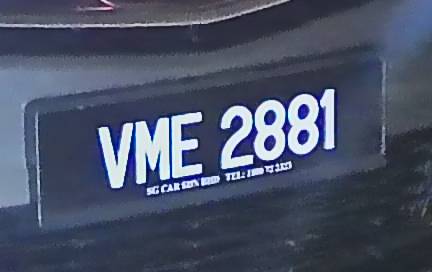 VME 2881
SG CAR SDN BHD TEL: